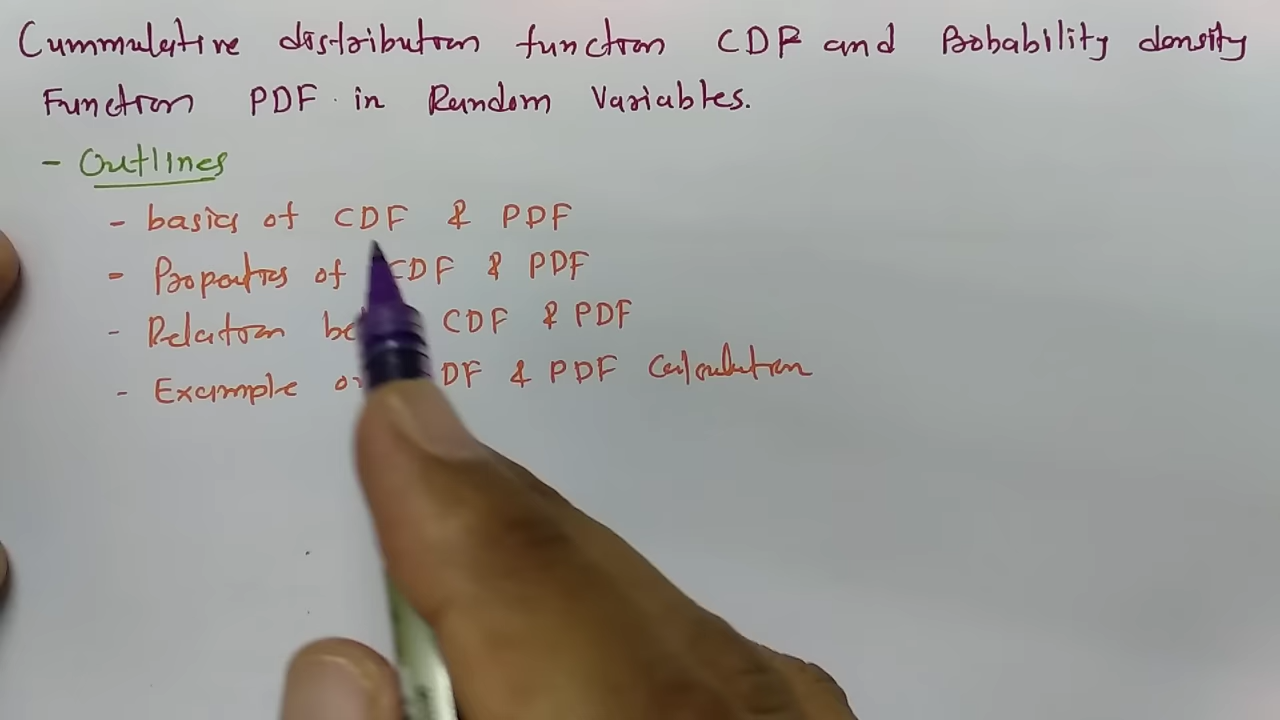 Cummulative distribution function CDF and Probability density
Function PDF in Random Variables.
- Outlines
- basics of CDF & PDF
- Properties of CDF & PDF
- Relation CDF & PDF
- Example DF & PDF Calculation